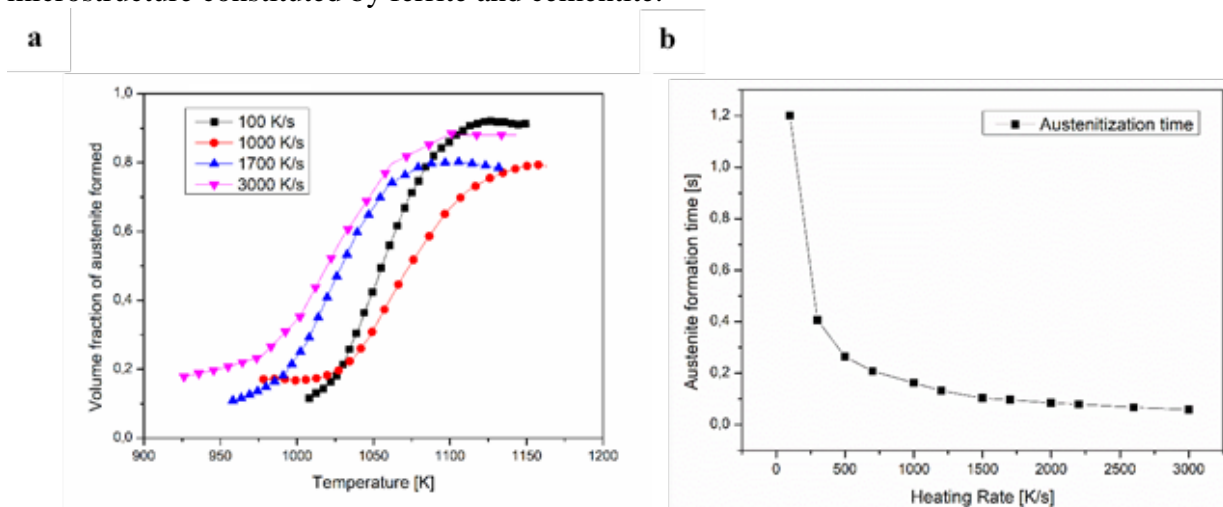 microstructure constituted by ferrite and cementite.
a
b
1,0
0,8
0,6
0,4
0,2
0,0
900 950 1000 1050 1100 1150 1200
Volume fraction of austenite formed
Temperature [K]
100 K/s
1000 K/s
1700 K/s
3000 K/s
1,2
1,0
0,8
0,6
0,4
0,2
0,0
0 500 1000 1500 2000 2500 3000
Austenite formation time [s]
Heating Rate [K/s]
Austenitization time